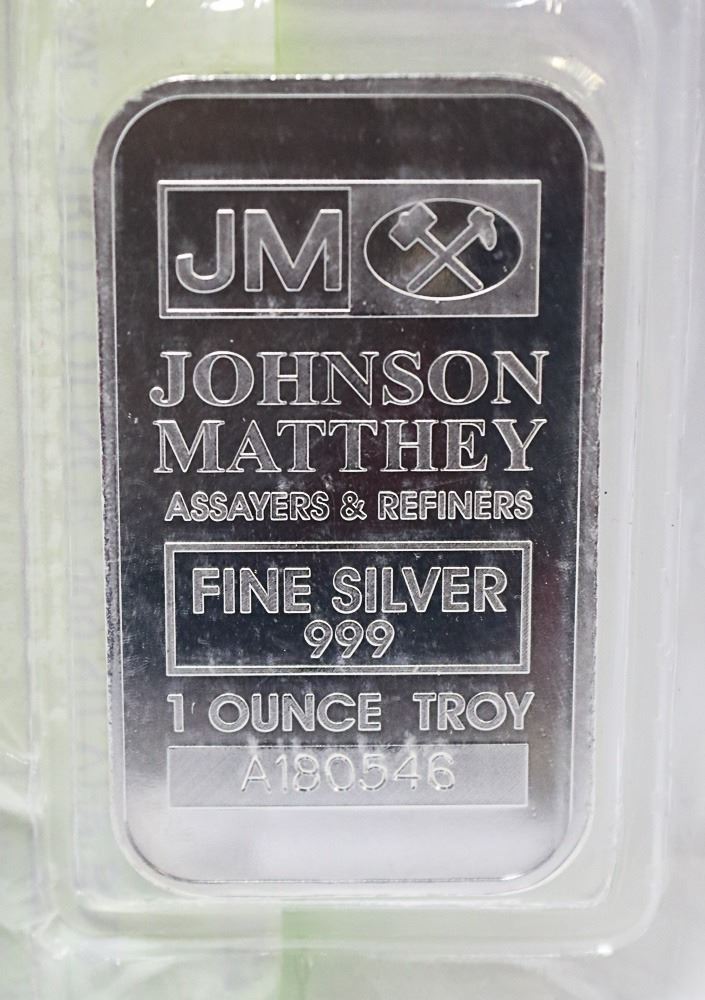 JM
JOHNSON
MATTHEY
ASSAYERS & REFINERS
FINE SILVER
999
1 OUNCE TROY
A180546